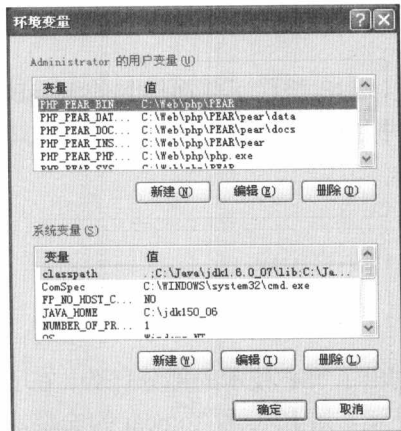 环境变量
Administrator 的用户变量(U)
变量 值
PHP_PEAR_BIN... C:\Web\php\PEAR
PHP_PEAR_DAT... C:\Web\php\PEAR\pear\data
PHP_PEAR_DOC... C:\Web\php\PEAR\pear\docs
PHP_PEAR_INS... C:\Web\php\PEAR\pear
PHP_PEAR_PHP... C:\Web\php\php.exe
新建(N) 编辑(E) 删除(D)
系统变量(S)
变量 值
classpath .;C:\Java\jdk1.6.0_07\lib;C:\Ja...
ComSpec C:\WINDOWS\system32\cmd.exe
FP_NO_HOST_C... NO
JAVA_HOME C:\jdk150_06
NUMBER_OF_PR... 1
OS Windows_NT
新建(W) 编辑(I) 删除(L)
确定 取消